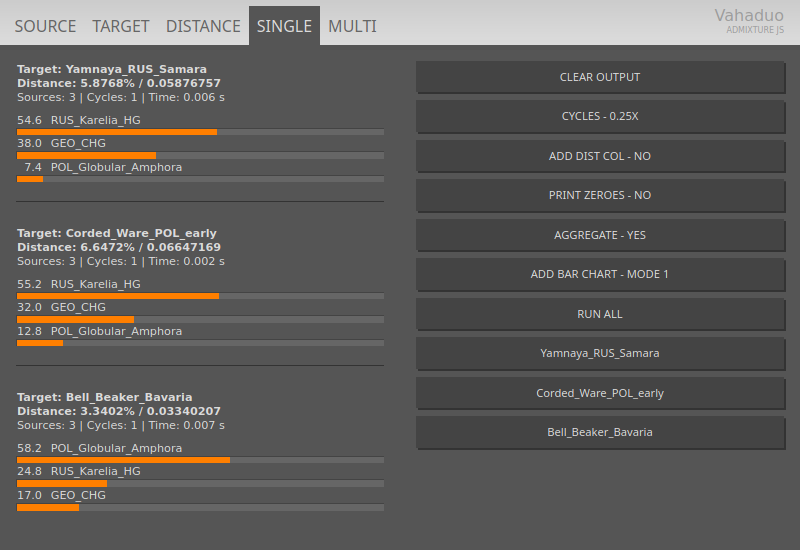 SOURCE TARGET DISTANCE SINGLE MULTI
Vahaduo
ADMIXTURE JS
Target: Yamnaya_RUS_Samara
Distance: 5.8768% / 0.05876757
Sources: 3 | Cycles: 1 | Time: 0.006 s
54.6 RUS_Karelia_HG
38.0 GEO_CHG
7.4 POL_Globular_Amphora
Target: Corded_Ware_POL_early
Distance: 6.6472% / 0.06647169
Sources: 3 | Cycles: 1 | Time: 0.002 s
55.2 RUS_Karelia_HG
32.0 GEO_CHG
12.8 POL_Globular_Amphora
Target: Bell_Beaker_Bavaria
Distance: 3.3402% / 0.03340207
Sources: 3 | Cycles: 1 | Time: 0.007 s
58.2 POL_Globular_Amphora
24.8 RUS_Karelia_HG
17.0 GEO_CHG
CLEAR OUTPUT
CYCLES - 0.25X
ADD DIST COL - NO
PRINT ZEROES - NO
AGGREGATE - YES
ADD BAR CHART - MODE 1
RUN ALL
Yamnaya_RUS_Samara
Corded_Ware_POL_early
Bell_Beaker_Bavaria